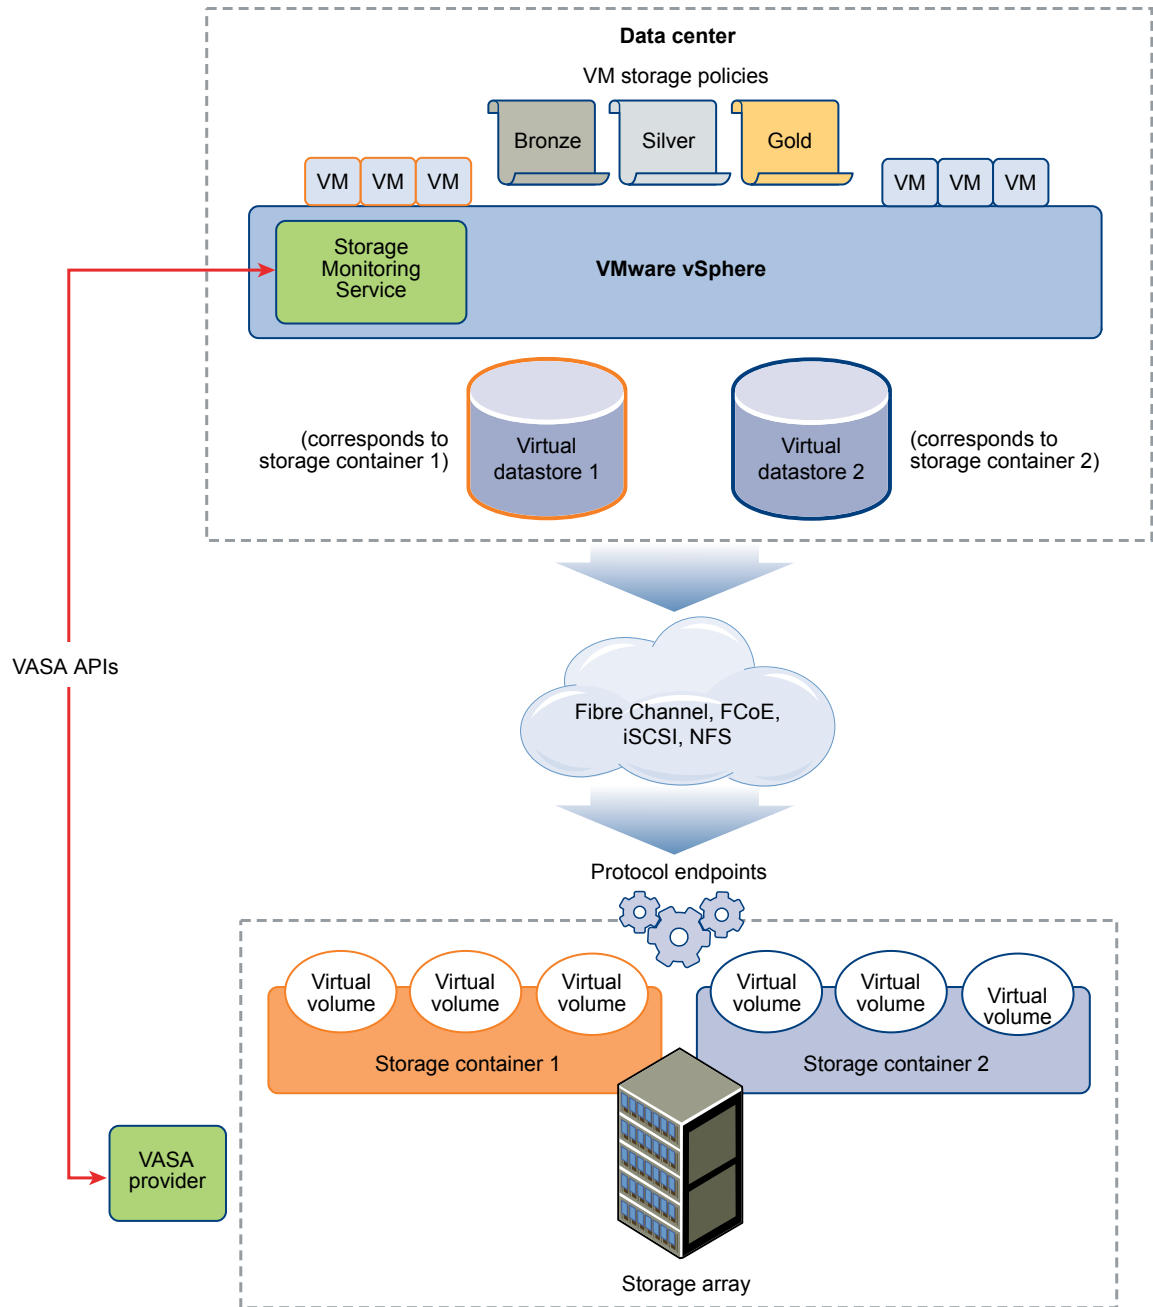 Data center
VM storage policies
Bronze
Silver
Gold
VM
VM
VM
VM
VM
VM
Storage
Monitoring
Service
VMware vSphere
(corresponds to
storage container 1)
Virtual
datastore 1
Virtual
datastore 2
(corresponds to
storage container 2)
VASA APIs
Fibre Channel, FCoE,
iSCSI, NFS
Protocol endpoints
Virtual
volume
Virtual
volume
Virtual
volume
Virtual
volume
Virtual
volume
Virtual
volume
Storage container 1
Storage container 2
VASA
provider
Storage array